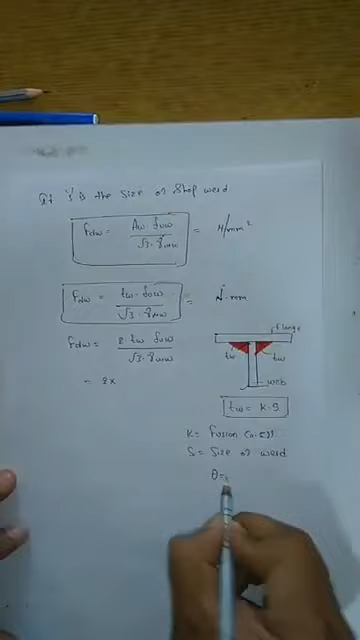 If 's' is the size of shop weld
Fdw = Aw. fuw / √3. γmw = N/mm²
Fdw = tw. fuw / √3. γmw = N-mm
Fdw = 2 tw fuw / √3. γmw
= 2x
flange
tw tw
web
tw = K.S
K = Fusion
S = Size of weld
θ =